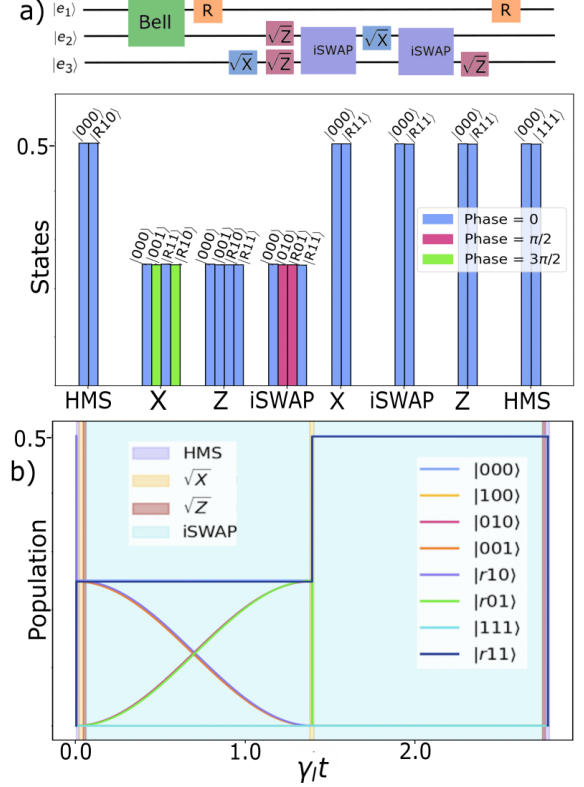 a)
|e₁⟩ Bell R R
|e₂⟩ √Z iSWAP √X iSWAP
|e₃⟩ √X √Z √Z
|000⟩ |R10⟩ |000⟩ |R11⟩ |000⟩ |R11⟩ |000⟩ |R11⟩ |000⟩ |111⟩
0.5
|000⟩ |001⟩ |R11⟩ |R10⟩ |000⟩ |001⟩ |R10⟩ |R11⟩ |000⟩ |010⟩ |R01⟩ |R11⟩
Phase = 0
Phase = π/2
Phase = 3π/2
States
HMS X Z iSWAP X iSWAP Z HMS
0.5
b)
HMS
√X
√Z
iSWAP
|000⟩
|100⟩
|010⟩
|001⟩
|r10⟩
|r01⟩
|111⟩
|r11⟩
Population
0.0 1.0 2.0
γ_I t